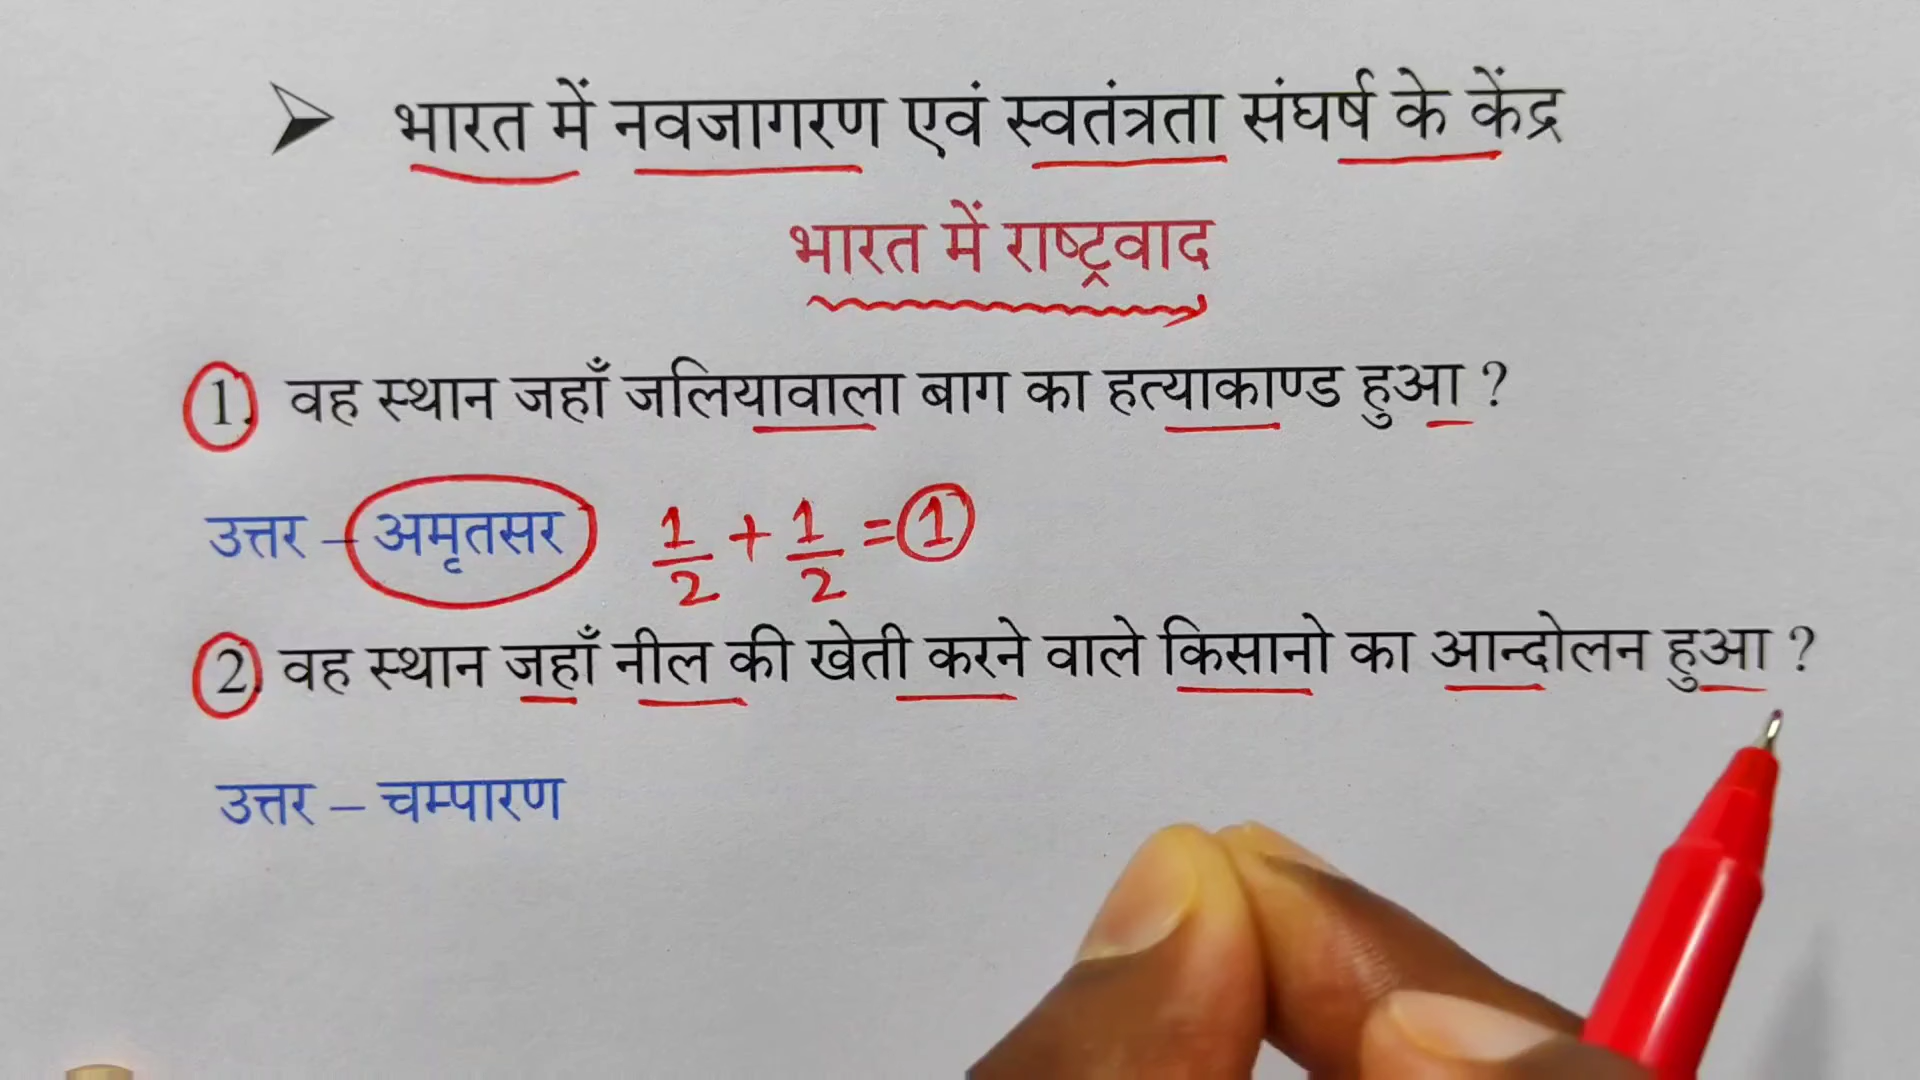 भारत में नवजागरण एवं स्वतंत्रता संघर्ष के केंद्र
भारत में राष्ट्रवाद
1. वह स्थान जहाँ जलियावाला बाग का हत्याकाण्ड हुआ ?
उत्तर – अमृतसर 1/2 + 1/2 = 1
2. वह स्थान जहाँ नील की खेती करने वाले किसानो का आन्दोलन हुआ ?
उत्तर – चम्पारण